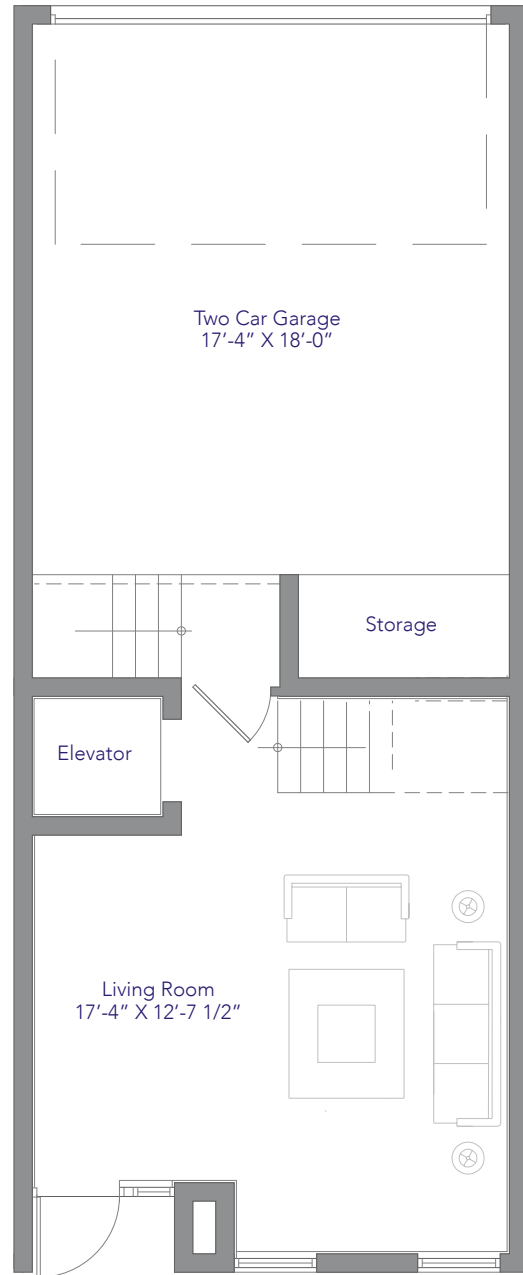 Two Car Garage
17’-4” X 18’-0”
Storage
Elevator
Living Room
17’-4” X 12’-7 1/2”